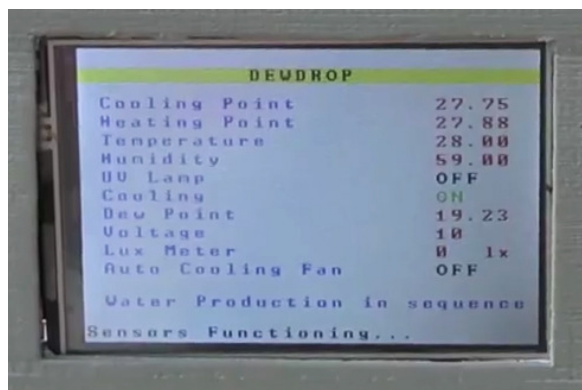 DEWDROP
Cooling Point 27.75
Heating Point 27.88
Temperature 28.00
Humidity 59.00
UV Lamp OFF
Cooling ON
Dew Point 19.23
Voltage 10
Lux Meter 0 lx
Auto Cooling Fan OFF
Water Production in sequence
Sensors Functioning...